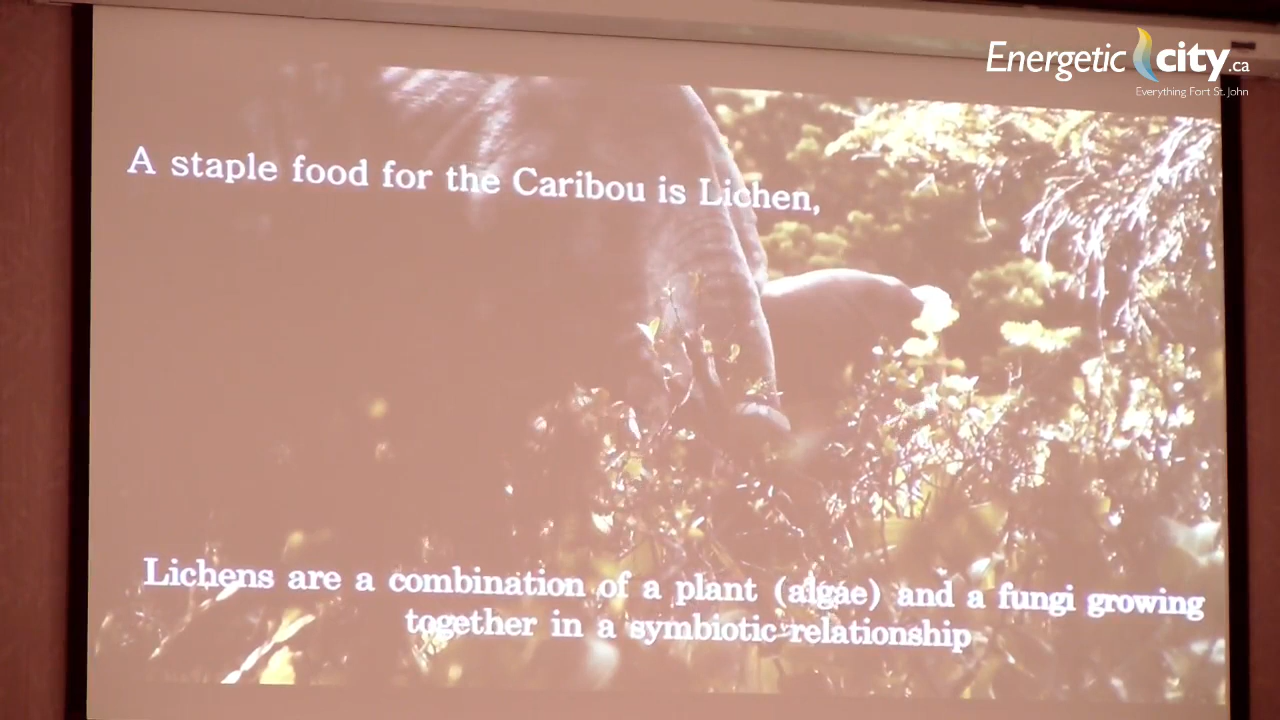 Energetic city.ca
Everything Fort St. John
A staple food for the Caribou is Lichen,
Lichens are a combination of a plant (algae) and a fungi growing
together in a symbiotic relationship